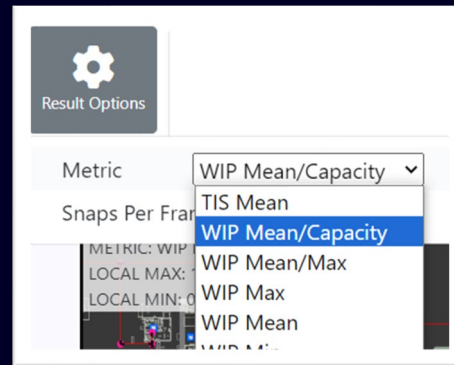 Result Options
Metric
WIP Mean/Capacity
TIS Mean
Snaps Per
WIP Mean/Capacity
METRIC: WIP
WIP Mean/Max
LOCAL MAX:
LOCAL MIN: 0
WIP Max
WIP Mean